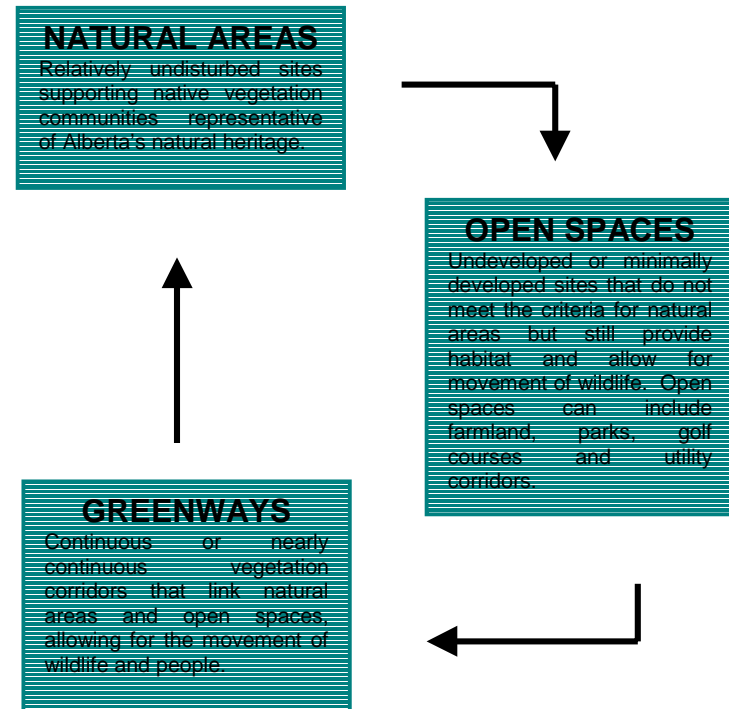 NATURAL AREAS
Relatively undisturbed sites
supporting native vegetation
communities representative
of Alberta's natural heritage.
OPEN SPACES
Undeveloped or minimally
developed sites that do not
meet the criteria for natural
areas but still provide
habitat and allow for
movement of wildlife. Open
spaces can include
farmland, parks, golf
courses and utility
corridors.
GREENWAYS
Continuous or nearly
continuous vegetation
corridors that link natural
areas and open spaces,
allowing for the movement of
wildlife and people.